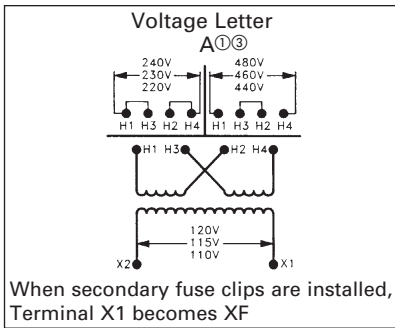 Voltage Letter
A①③
240V 480V
230V 460V
220V 440V
H1 H3 H2 H4 H1 H3 H2 H4
H1 H3 H2 H4
120V
115V
110V
X2 X1
When secondary fuse clips are installed,
Terminal X1 becomes XF